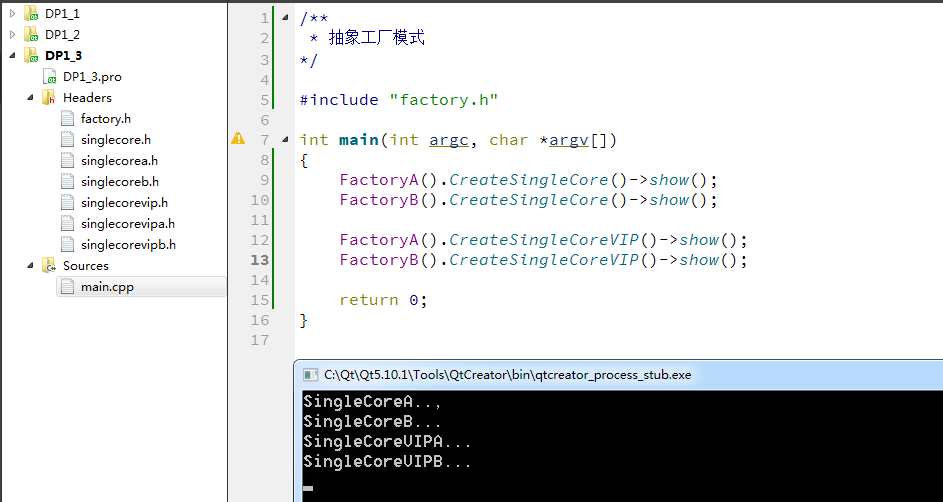 DP1_1
DP1_2
DP1_3
DP1_3.pro
Headers
factory.h
singlecore.h
singlecorea.h
singlecoreb.h
singlecorevip.h
singlecorevipa.h
singlecorevipb.h
Sources
main.cpp
1 /**
2 * 抽象工厂模式
3 */
4
5 #include "factory.h"
6
7 int main(int argc, char *argv[])
8 {
9 FactoryA().CreateSingleCore()->show();
10 FactoryB().CreateSingleCore()->show();
11
12 FactoryA().CreateSingleCoreVIP()->show();
13 FactoryB().CreateSingleCoreVIP()->show();
14
15 return 0;
16 }
17
C:\Qt\Qt5.10.1\Tools\QtCreator\bin\qtcreator_process_stub.exe
SingleCoreA..,
SingleCoreB...
SingleCoreVIPA...
SingleCoreVIPB...